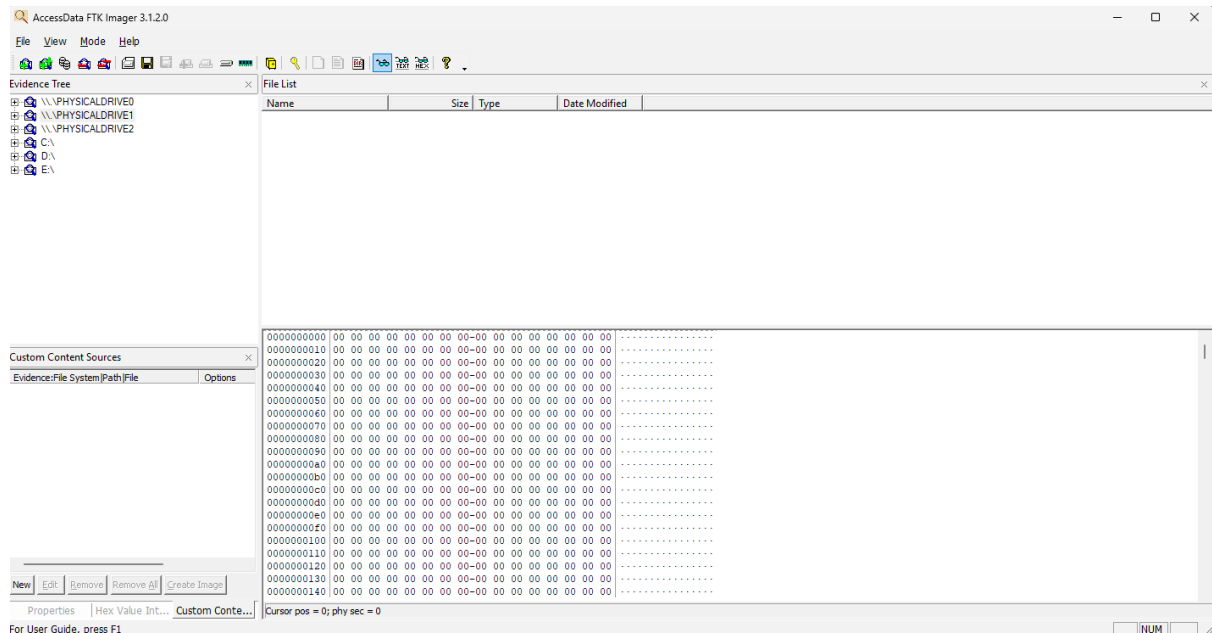 AccessData FTK Imager 3.1.2.0
File View Mode Help
Evidence Tree
\\.\PHYSICALDRIVE0
\\.\PHYSICALDRIVE1
\\.\PHYSICALDRIVE2
C:\
D:\
E:\
File List
Name Size Type Date Modified
Custom Content Sources
Evidence:File System|Path|File Options
New Edit Remove Remove All Create Image
Properties Hex Value Int... Custom Conte...
0000000000 00 00 00 00 00 00 00 00-00 00 00 00 00 00 00 00 ................
0000000010 00 00 00 00 00 00 00 00-00 00 00 00 00 00 00 00 ................
0000000020 00 00 00 00 00 00 00 00-00 00 00 00 00 00 00 00 ................
0000000030 00 00 00 00 00 00 00 00-00 00 00 00 00 00 00 00 ................
0000000040 00 00 00 00 00 00 00 00-00 00 00 00 00 00 00 00 ................
0000000050 00 00 00 00 00 00 00 00-00 00 00 00 00 00 00 00 ................
0000000060 00 00 00 00 00 00 00 00-00 00 00 00 00 00 00 00 ................
0000000070 00 00 00 00 00 00 00 00-00 00 00 00 00 00 00 00 ................
0000000080 00 00 00 00 00 00 00 00-00 00 00 00 00 00 00 00 ................
0000000090 00 00 00 00 00 00 00 00-00 00 00 00 00 00 00 00 ................
00000000a0 00 00 00 00 00 00 00 00-00 00 00 00 00 00 00 00 ................
00000000b0 00 00 00 00 00 00 00 00-00 00 00 00 00 00 00 00 ................
00000000c0 00 00 00 00 00 00 00 00-00 00 00 00 00 00 00 00 ................
00000000d0 00 00 00 00 00 00 00 00-00 00 00 00 00 00 00 00 ................
00000000e0 00 00 00 00 00 00 00 00-00 00 00 00 00 00 00 00 ................
00000000f0 00 00 00 00 00 00 00 00-00 00 00 00 00 00 00 00 ................
0000000100 00 00 00 00 00 00 00 00-00 00 00 00 00 00 00 00 ................
0000000110 00 00 00 00 00 00 00 00-00 00 00 00 00 00 00 00 ................
0000000120 00 00 00 00 00 00 00 00-00 00 00 00 00 00 00 00 ................
0000000130 00 00 00 00 00 00 00 00-00 00 00 00 00 00 00 00 ................
0000000140 00 00 00 00 00 00 00 00-00 00 00 00 00 00 00 00 ................
Cursor pos = 0; phy sec = 0
For User Guide, press F1
NUM